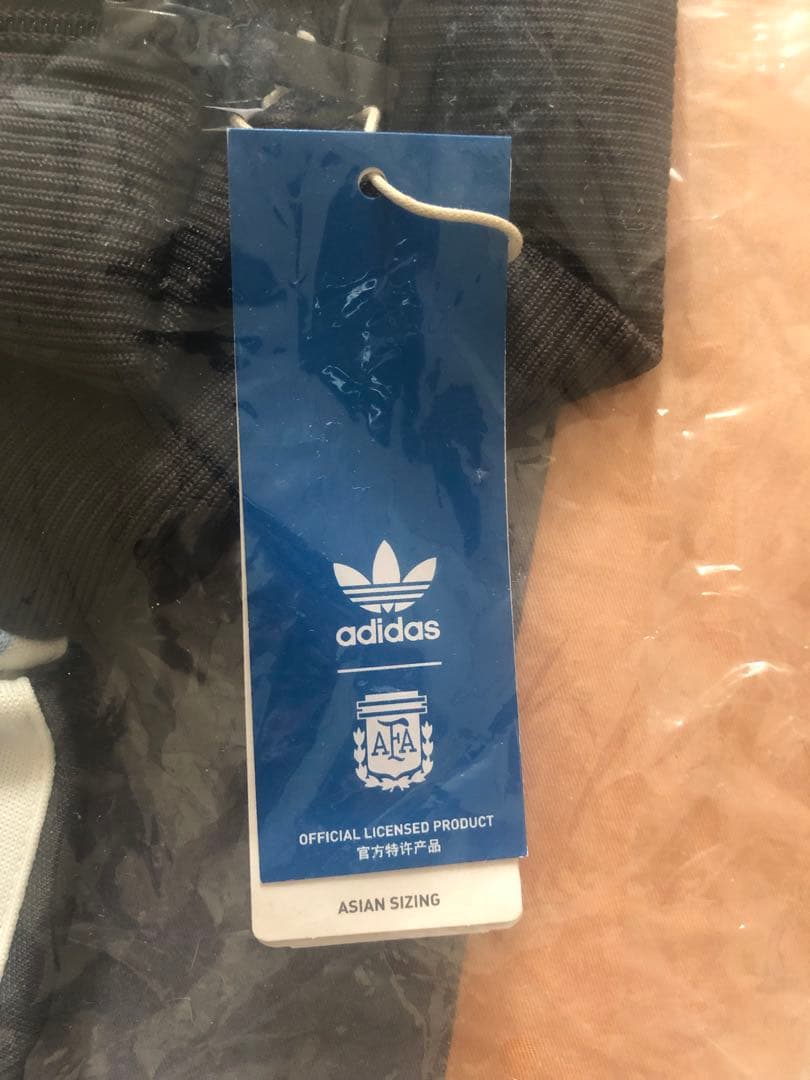 adidas
AFA
OFFICIAL LICENSED PRODUCT
官方特许产品
ASIAN SIZING